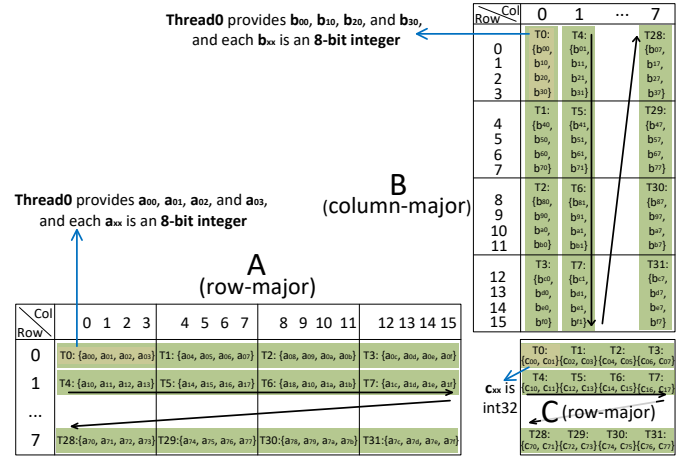 Thread0 provides b00, b10, b20, and b30,
and each bxx is an 8-bit integer
Col
Row
0 1 ... 7
0
1
2
3
T0:
{b00,
b10,
b20,
b30}
T4:
{b01,
b11,
b21,
b31}
T28:
{b07,
b17,
b27,
b37}
4
5
6
7
T1:
{b40,
b50,
b60,
b70}
T5:
{b41,
b51,
b61,
b71}
T29:
{b47,
b57,
b67,
b77}
8
9
10
11
T2:
{b80,
b90,
ba0,
bb0}
T6:
{b81,
b91,
ba1,
bb1}
T30:
{b87,
b97,
ba7,
bb7}
12
13
14
15
T3:
{bc0,
bd0,
be0,
bf0}
T7:
{bc1,
bd1,
be1,
bf1}
T31:
{bc7,
bd7,
be7,
bf7}
B
(column-major)
Thread0 provides a00, a01, a02, and a03,
and each axx is an 8-bit integer
A
(row-major)
Col
Row
0 1 2 3 4 5 6 7 8 9 10 11 12 13 14 15
0 T0: {a00, a01, a02, a03} T1: {a04, a05, a06, a07} T2: {a08, a09, a0a, a0b} T3: {a0c, a0d, a0e, a0f}
1 T4: {a10, a11, a12, a13} T5: {a14, a15, a16, a17} T6: {a18, a19, a1a, a1b} T7: {a1c, a1d, a1e, a1f}
...
7 T28:{a70, a71, a72, a73} T29:{a74, a75, a76, a77} T30:{a78, a79, a7a, a7b} T31:{a7c, a7d, a7e, a7f}
cxx is
int32
T0: T1: T2: T3:
{c00, c01} {c02, c03} {c04, c05} {c06, c07}
T4: T5: T6: T7:
{c10, c11} {c12, c13} {c14, c15} {c16, c17}
C (row-major)
T28: T29: T30: T31:
{c70, c71} {c72, c73} {c74, c75} {c76, c77}